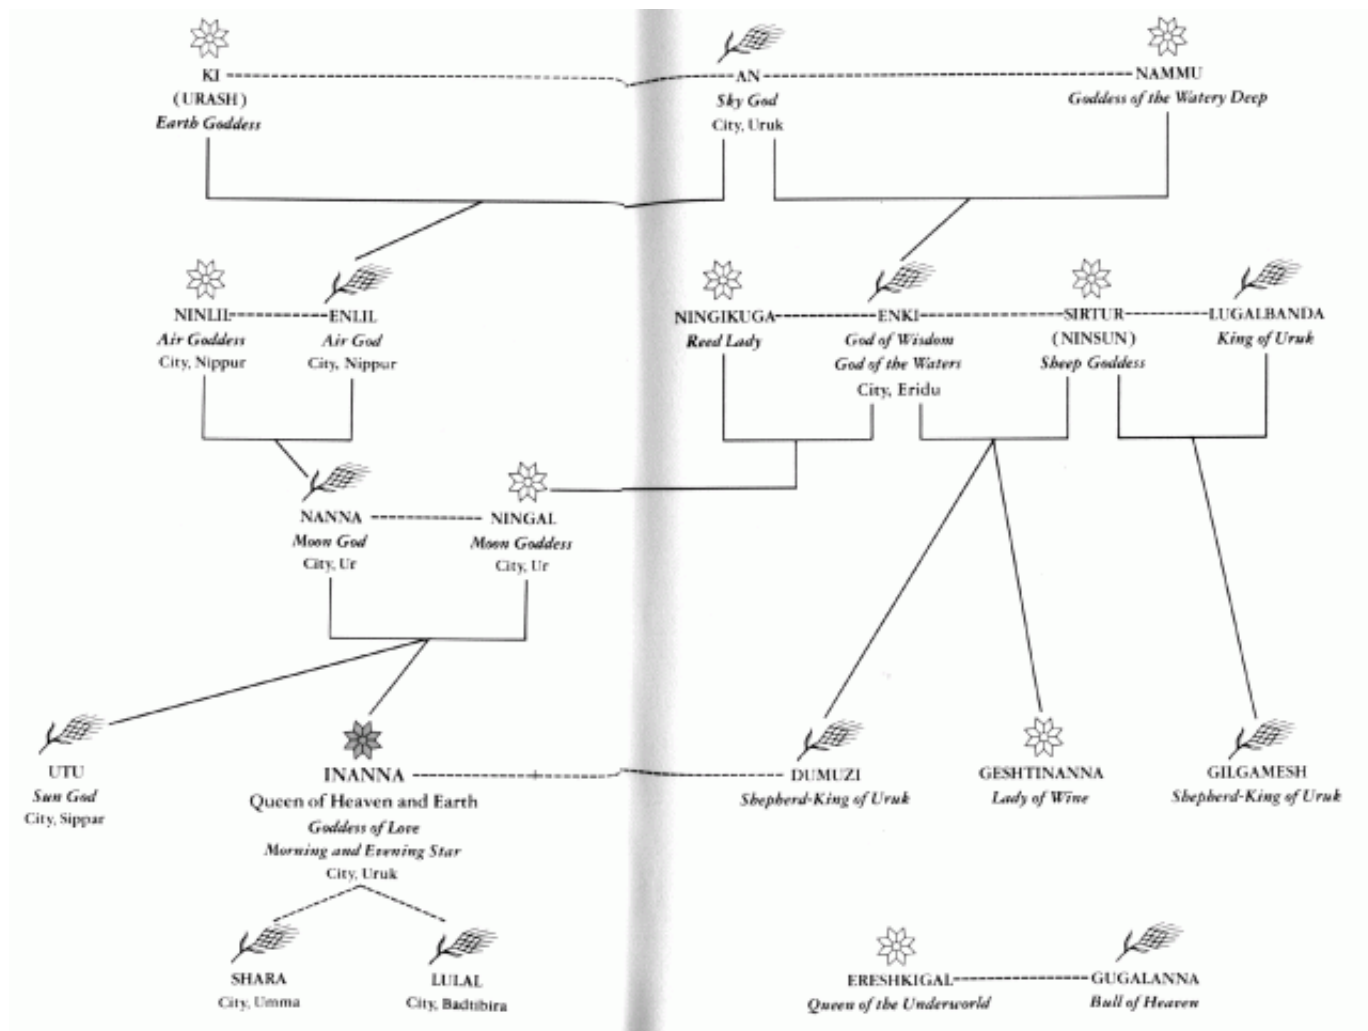 KI
(URASH)
Earth Goddess
AN
Sky God
City, Uruk
NAMMU
Goddess of the Watery Deep
NINLIL
Air Goddess
City, Nippur
ENLIL
Air God
City, Nippur
NINGIKUGA
Reed Lady
ENKI
God of Wisdom
God of the Waters
City, Eridu
SIRTUR
(NINSUN)
Sheep Goddess
LUGALBANDA
King of Uruk
NANNA
Moon God
City, Ur
NINGAL
Moon Goddess
City, Ur
UTU
Sun God
City, Sippar
INANNA
Queen of Heaven and Earth
Goddess of Love
Morning and Evening Star
City, Uruk
DUMUZI
Shepherd-King of Uruk
GESHTINANNA
Lady of Wine
GILGAMESH
Shepherd-King of Uruk
SHARA
City, Umma
LULAL
City, Badtibira
ERESHKIGAL
Queen of the Underworld
GUGALANNA
Bull of Heaven